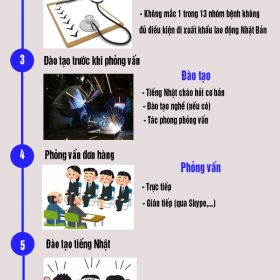 - Không mắc 1 trong 13 nhóm bệnh không
đủ điều kiện đi xuất khẩu lao động Nhật Bản
3
Đào tạo trước khi phỏng vấn
Đào tạo
- Tiếng Nhật chào hỏi cơ bản
- Đào tạo nghề (nếu có)
- Tác phong phỏng vấn
4
Phỏng vấn đơn hàng
Phỏng vấn
- Trực tiếp
- Gián tiếp (qua Skype,...)
5
Đào tạo tiếng Nhật